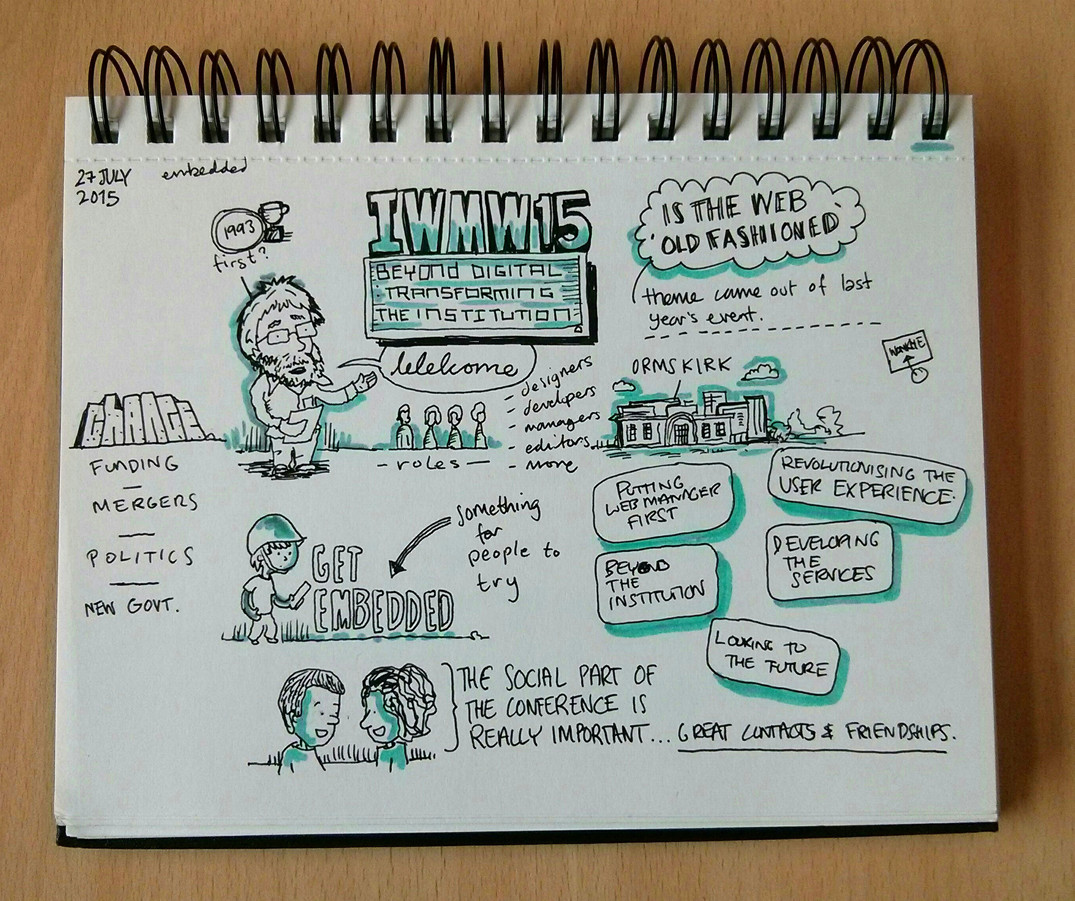 27 JULY
2015
embedded
1993
first?
IWMW15
BEYOND DIGITAL
TRANSFORMING
THE INSTITUTION
Welcome
IS THE WEB
OLD FASHIONED
theme came out of last
year's event.
CHANGE
FUNDING
MERGERS
POLITICS
NEW GOVT.
- roles -
- designers
- developers
- managers
- editors
- more
ORMSKIRK
GET
EMBEDDED
something
for
people to
try
PUTTING
WEB MANAGER
FIRST
REVOLUTIONISING THE
USER EXPERIENCE.
BEYOND
THE
INSTITUTION
DEVELOPING
THE
SERVICES
LOOKING TO
THE FUTURE
THE SOCIAL PART OF
THE CONFERENCE IS
REALLY IMPORTANT... GREAT CONTACTS & FRIENDSHIPS.